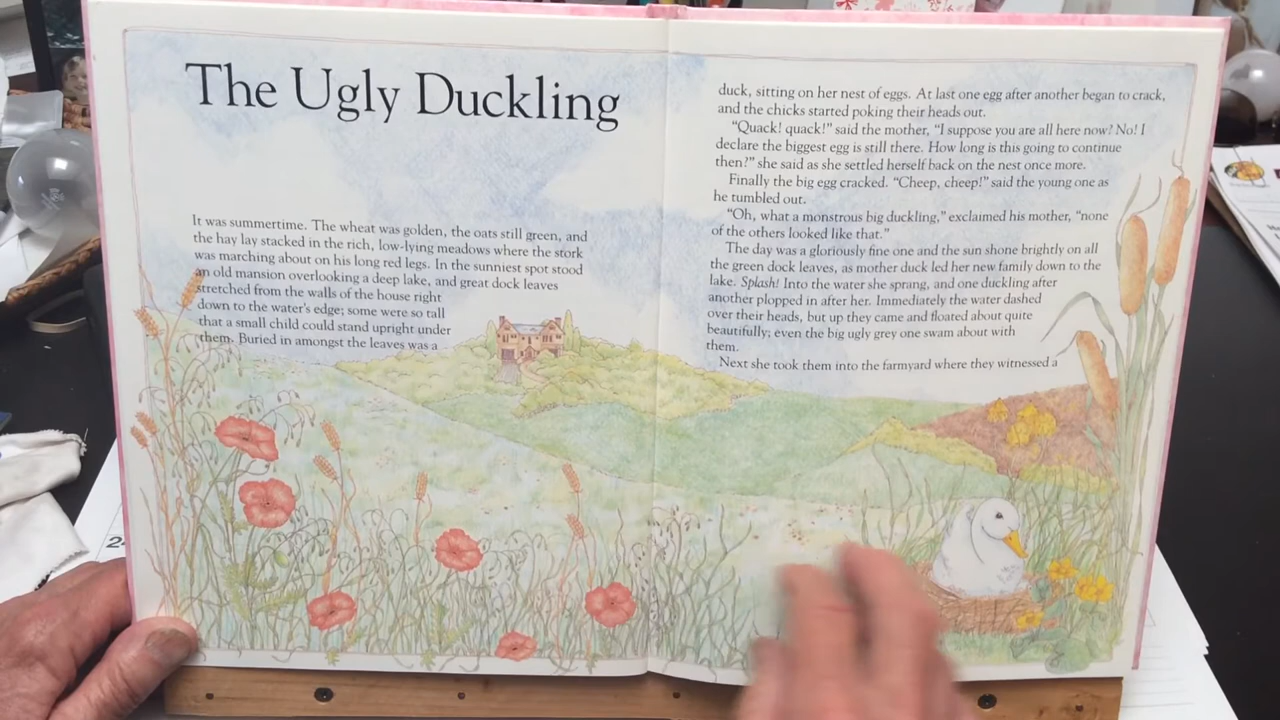 The Ugly Duckling
It was summertime. The wheat was golden, the oats still green, and
the hay lay stacked in the rich, low-lying meadows where the stork
was marching about on his long red legs. In the sunniest spot stood
an old mansion overlooking a deep lake, and great dock leaves
stretched from the walls of the house right
down to the water's edge; some were so tall
that a small child could stand upright under
them. Buried in amongst the leaves was a
duck, sitting on her nest of eggs. At last one egg after another began to crack,
and the chicks started poking their heads out.
"Quack! quack!" said the mother, "I suppose you are all here now? No! I
declare the biggest egg is still there. How long is this going to continue
then?" she said as she settled herself back on the nest once more.
Finally the big egg cracked. "Cheep, cheep!" said the young one as
he tumbled out.
"Oh, what a monstrous big duckling," exclaimed his mother, "none
of the others looked like that."
The day was a gloriously fine one and the sun shone brightly on all
the green dock leaves, as mother duck led her new family down to the
lake. Splash! Into the water she sprang, and one duckling after
another plopped in after her. Immediately the water dashed
over their heads, but up they came and floated about quite
beautifully; even the big ugly grey one swam about with
them.
Next she took them into the farmyard where they witnessed a